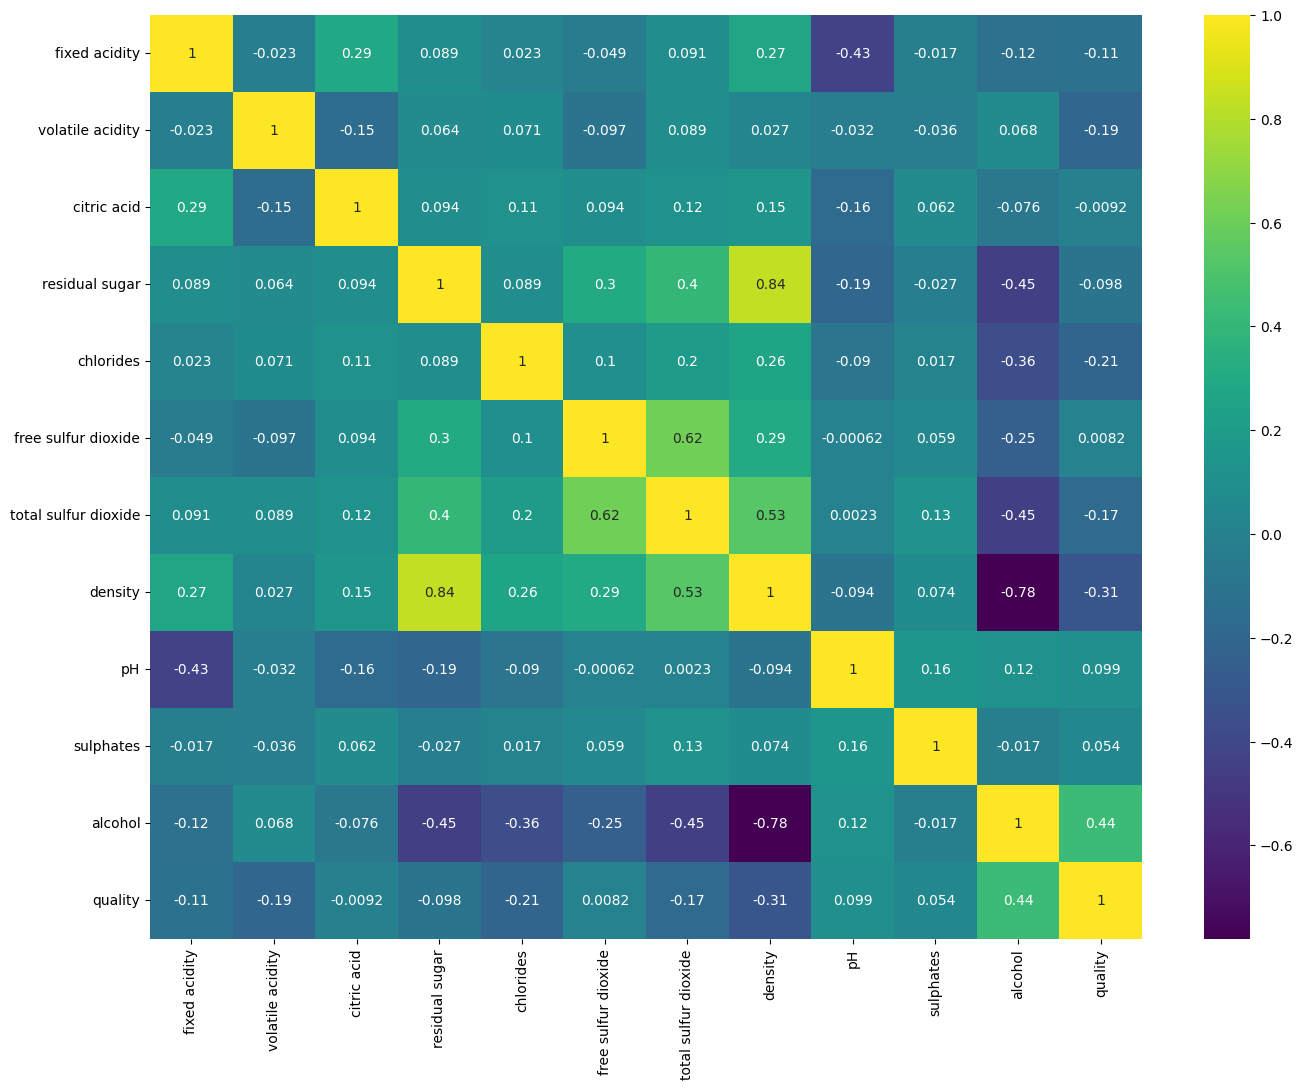 fixed acidity 1 -0.023 0.29 0.089 0.023 -0.049 0.091 0.27 -0.43 -0.017 -0.12 -0.11
volatile acidity -0.023 1 -0.15 0.064 0.071 -0.097 0.089 0.027 -0.032 -0.036 0.068 -0.19
citric acid 0.29 -0.15 1 0.094 0.11 0.094 0.12 0.15 -0.16 0.062 -0.076 -0.0092
residual sugar 0.089 0.064 0.094 1 0.089 0.3 0.4 0.84 -0.19 -0.027 -0.45 -0.098
chlorides 0.023 0.071 0.11 0.089 1 0.1 0.2 0.26 -0.09 0.017 -0.36 -0.21
free sulfur dioxide -0.049 -0.097 0.094 0.3 0.1 1 0.62 0.29 -0.00062 0.059 -0.25 0.0082
total sulfur dioxide 0.091 0.089 0.12 0.4 0.2 0.62 1 0.53 0.0023 0.13 -0.45 -0.17
density 0.27 0.027 0.15 0.84 0.26 0.29 0.53 1 -0.094 0.074 -0.78 -0.31
pH -0.43 -0.032 -0.16 -0.19 -0.09 -0.00062 0.0023 -0.094 1 0.16 0.12 0.099
sulphates -0.017 -0.036 0.062 -0.027 0.017 0.059 0.13 0.074 0.16 1 -0.017 0.054
alcohol -0.12 0.068 -0.076 -0.45 -0.36 -0.25 -0.45 -0.78 0.12 -0.017 1 0.44
quality -0.11 -0.19 -0.0092 -0.098 -0.21 0.0082 -0.17 -0.31 0.099 0.054 0.44 1
fixed acidity
volatile acidity
citric acid
residual sugar
chlorides
free sulfur dioxide
total sulfur dioxide
density
pH
sulphates
alcohol
quality
1.0
0.8
0.6
0.4
0.2
0.0
−0.2
−0.4
−0.6